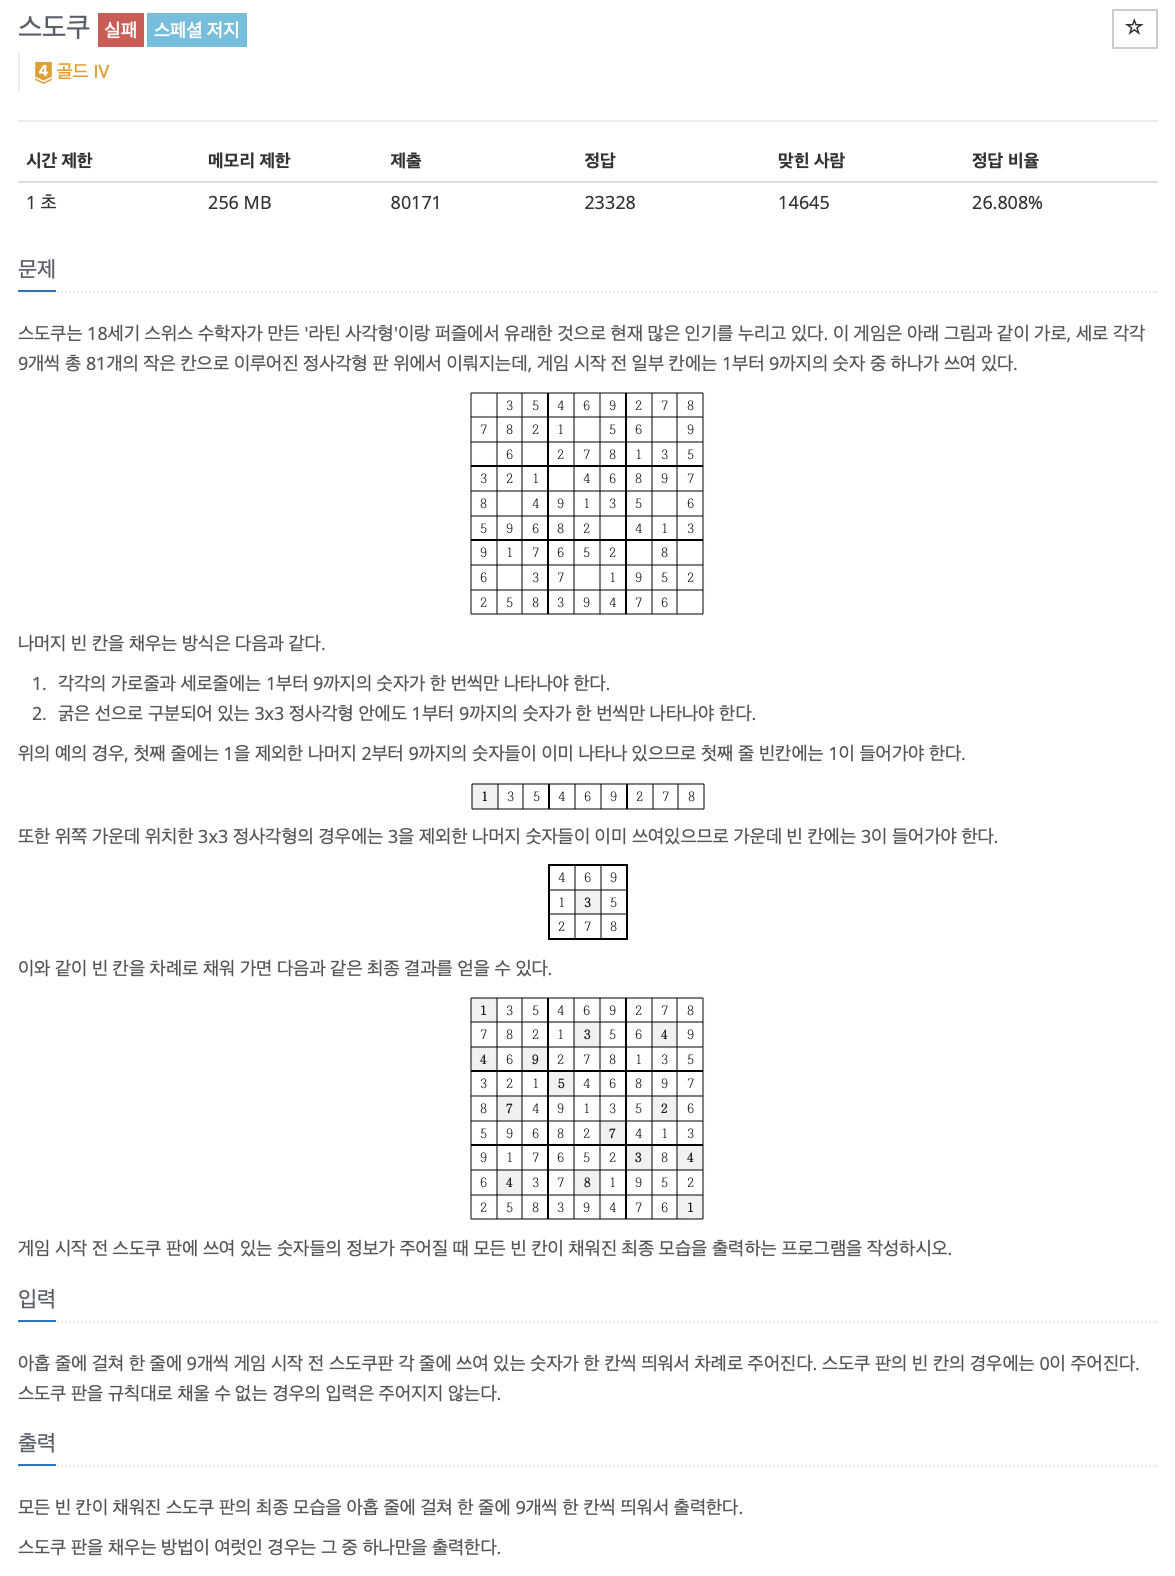 스도쿠 실패 스페셜 저지 ☆
4 골드 IV
시간 제한 메모리 제한 제출 정답 맞힌 사람 정답 비율
1 초 256 MB 80171 23328 14645 26.808%
문제
스도쿠는 18세기 스위스 수학자가 만든 '라틴 사각형'이랑 퍼즐에서 유래한 것으로 현재 많은 인기를 누리고 있다. 이 게임은 아래 그림과 같이 가로, 세로 각각
9개씩 총 81개의 작은 칸으로 이루어진 정사각형 판 위에서 이뤄지는데, 게임 시작 전 일부 칸에는 1부터 9까지의 숫자 중 하나가 쓰여 있다.
3 5 4 6 9 2 7 8
7 8 2 1 5 6 9
6 2 7 8 1 3 5
3 2 1 4 6 8 9 7
8 4 9 1 3 5 6
5 9 6 8 2 4 1 3
9 1 7 6 5 2 8
6 3 7 1 9 5 2
2 5 8 3 9 4 7 6
나머지 빈 칸을 채우는 방식은 다음과 같다.
1. 각각의 가로줄과 세로줄에는 1부터 9까지의 숫자가 한 번씩만 나타나야 한다.
2. 굵은 선으로 구분되어 있는 3x3 정사각형 안에도 1부터 9까지의 숫자가 한 번씩만 나타나야 한다.
위의 예의 경우, 첫째 줄에는 1을 제외한 나머지 2부터 9까지의 숫자들이 이미 나타나 있으므로 첫째 줄 빈칸에는 1이 들어가야 한다.
1 3 5 4 6 9 2 7 8
또한 위쪽 가운데 위치한 3x3 정사각형의 경우에는 3을 제외한 나머지 숫자들이 이미 쓰여있으므로 가운데 빈 칸에는 3이 들어가야 한다.
4 6 9
1 3 5
2 7 8
이와 같이 빈 칸을 차례로 채워 가면 다음과 같은 최종 결과를 얻을 수 있다.
1 3 5 4 6 9 2 7 8
7 8 2 1 3 5 6 4 9
4 6 9 2 7 8 1 3 5
3 2 1 5 4 6 8 9 7
8 7 4 9 1 3 5 2 6
5 9 6 8 2 7 4 1 3
9 1 7 6 5 2 3 8 4
6 4 3 7 8 1 9 5 2
2 5 8 3 9 4 7 6 1
게임 시작 전 스도쿠 판에 쓰여 있는 숫자들의 정보가 주어질 때 모든 빈 칸이 채워진 최종 모습을 출력하는 프로그램을 작성하시오.
입력
아홉 줄에 걸쳐 한 줄에 9개씩 게임 시작 전 스도쿠판 각 줄에 쓰여 있는 숫자가 한 칸씩 띄워서 차례로 주어진다. 스도쿠 판의 빈 칸의 경우에는 0이 주어진다.
스도쿠 판을 규칙대로 채울 수 없는 경우의 입력은 주어지지 않는다.
출력
모든 빈 칸이 채워진 스도쿠 판의 최종 모습을 아홉 줄에 걸쳐 한 줄에 9개씩 한 칸씩 띄워서 출력한다.
스도쿠 판을 채우는 방법이 여럿인 경우는 그 중 하나만을 출력한다.